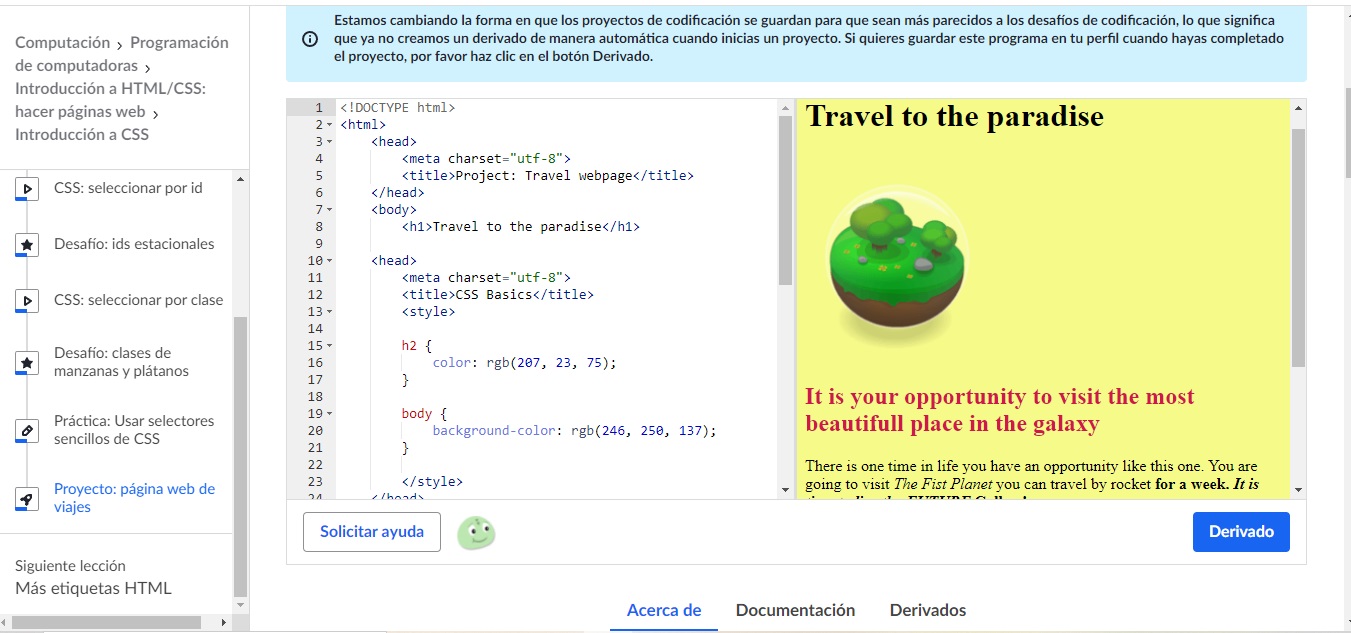 Estamos cambiando la forma en que los proyectos de codificación se guardan para que sean más parecidos a los desafíos de codificación, lo que significa
que ya no creamos un derivado de manera automática cuando inicias un proyecto. Si quieres guardar este programa en tu perfil cuando hayas completado
el proyecto, por favor haz clic en el botón Derivado.
Computación > Programación
de computadoras >
Introducción a HTML/CSS:
hacer páginas web >
Introducción a CSS
CSS: seleccionar por id
Desafío: ids estacionales
CSS: seleccionar por clase
Desafío: clases de
manzanas y plátanos
Práctica: Usar selectores
sencillos de CSS
Proyecto: página web de
viajes
Siguiente lección
Más etiquetas HTML
1 <!DOCTYPE html>
2 <html>
3 <head>
4 <meta charset="utf-8">
5 <title>Project: Travel webpage</title>
6 </head>
7 <body>
8 <h1>Travel to the paradise</h1>
9
10 <head>
11 <meta charset="utf-8">
12 <title>CSS Basics</title>
13 <style>
14
15 h2 {
16 color: rgb(207, 23, 75);
17 }
18
19 body {
20 background-color: rgb(246, 250, 137);
21 }
22
23 </style>
24 </head>
Travel to the paradise
It is your opportunity to visit the most
beautifull place in the galaxy
There is one time in life you have an opportunity like this one. You are
going to visit The Fist Planet you can travel by rocket for a week. It is
Solicitar ayuda
Derivado
Acerca de
Documentación
Derivados